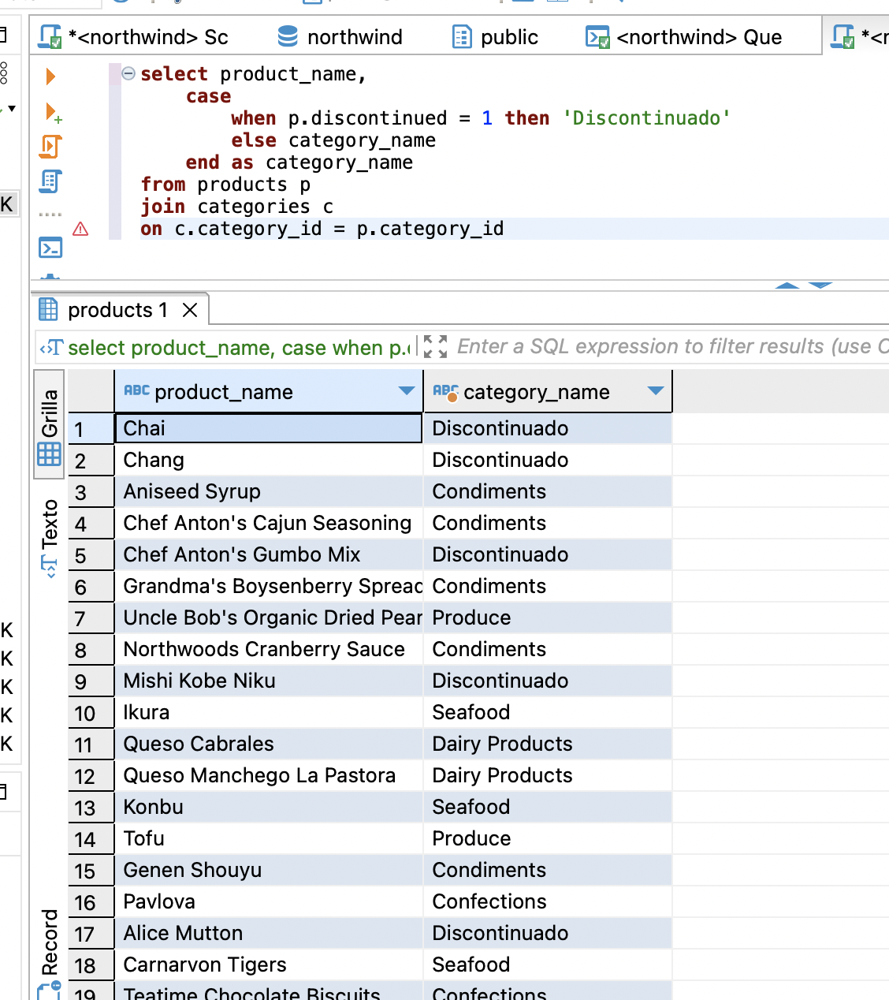 *<northwind> Sc
northwind
public
<northwind> Que
select product_name,
case
when p.discontinued = 1 then 'Discontinuado'
else category_name
end as category_name
from products p
join categories c
on c.category_id = p.category_id
K
products 1
select product_name, case when p.
Enter a SQL expression to filter results (use
Grilla
Texto
Record
ABC product_name
ABC category_name
1 Chai Discontinuado
2 Chang Discontinuado
3 Aniseed Syrup Condiments
4 Chef Anton's Cajun Seasoning Condiments
5 Chef Anton's Gumbo Mix Discontinuado
6 Grandma's Boysenberry Spread Condiments
7 Uncle Bob's Organic Dried Pear Produce
8 Northwoods Cranberry Sauce Condiments
9 Mishi Kobe Niku Discontinuado
10 Ikura Seafood
11 Queso Cabrales Dairy Products
12 Queso Manchego La Pastora Dairy Products
13 Konbu Seafood
14 Tofu Produce
15 Genen Shouyu Condiments
16 Pavlova Confections
17 Alice Mutton Discontinuado
18 Carnarvon Tigers Seafood
19 Teatime Chocolate Biscuits Confections
K
K
K
K
K